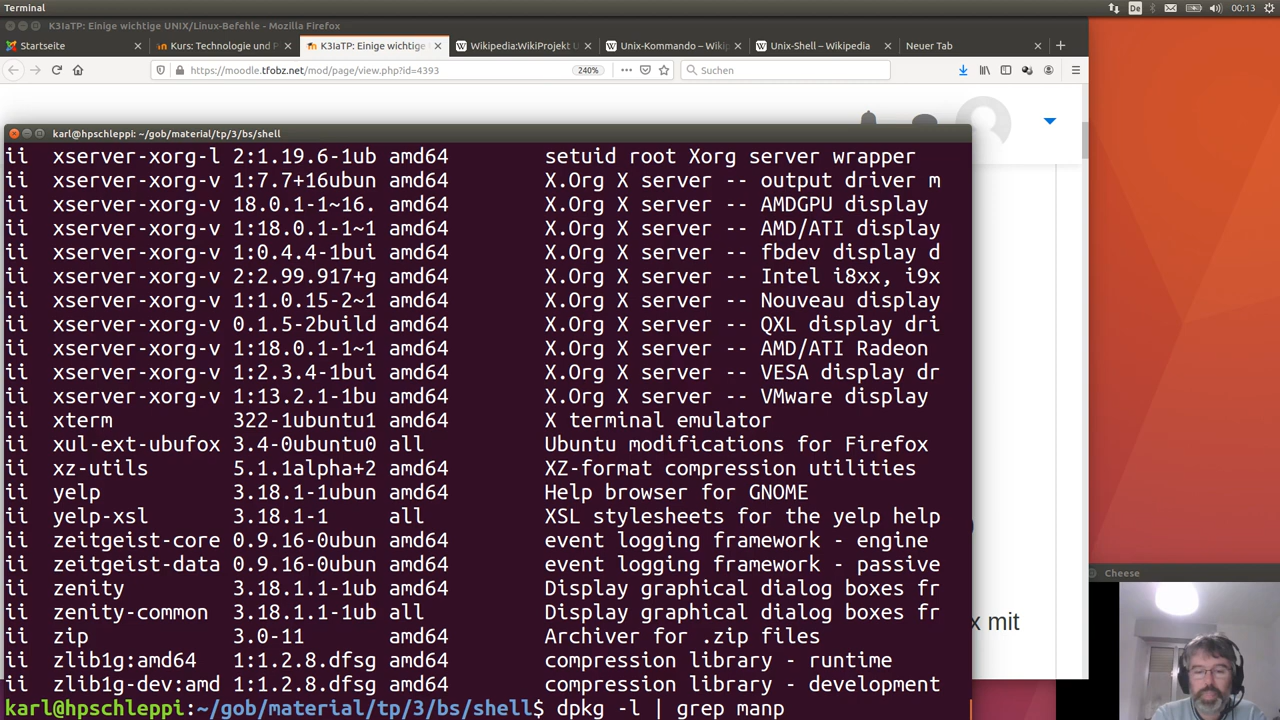 Terminal
De
00:13
K3IaTP: Einige wichtige UNIX/Linux-Befehle - Mozilla Firefox
Startseite
Kurs: Technologie und P
K3IaTP: Einige wichtige
Wikipedia:WikiProjekt U
Unix-Kommando – Wikip
Unix-Shell – Wikipedia
Neuer Tab
https://moodle.tfobz.net/mod/page/view.php?id=4393
240%
Suchen
karl@hpschleppi: ~/gob/material/tp/3/bs/shell
ii xserver-xorg-l 2:1.19.6-1ub amd64 setuid root Xorg server wrapper
ii xserver-xorg-v 1:7.7+16ubun amd64 X.Org X server -- output driver m
ii xserver-xorg-v 18.0.1-1~16. amd64 X.Org X server -- AMDGPU display
ii xserver-xorg-v 1:18.0.1-1~1 amd64 X.Org X server -- AMD/ATI display
ii xserver-xorg-v 1:0.4.4-1bui amd64 X.Org X server -- fbdev display d
ii xserver-xorg-v 2:2.99.917+g amd64 X.Org X server -- Intel i8xx, i9x
ii xserver-xorg-v 1:1.0.15-2~1 amd64 X.Org X server -- Nouveau display
ii xserver-xorg-v 0.1.5-2build amd64 X.Org X server -- QXL display dri
ii xserver-xorg-v 1:18.0.1-1~1 amd64 X.Org X server -- AMD/ATI Radeon
ii xserver-xorg-v 1:2.3.4-1bui amd64 X.Org X server -- VESA display dr
ii xserver-xorg-v 1:13.2.1-1bu amd64 X.Org X server -- VMware display
ii xterm 322-1ubuntu1 amd64 X terminal emulator
ii xul-ext-ubufox 3.4-0ubuntu0 all Ubuntu modifications for Firefox
ii xz-utils 5.1.1alpha+2 amd64 XZ-format compression utilities
ii yelp 3.18.1-1ubun amd64 Help browser for GNOME
ii yelp-xsl 3.18.1-1 all XSL stylesheets for the yelp help
ii zeitgeist-core 0.9.16-0ubun amd64 event logging framework - engine
ii zeitgeist-data 0.9.16-0ubun all event logging framework - passive
ii zenity 3.18.1.1-1ub amd64 Display graphical dialog boxes fr
ii zenity-common 3.18.1.1-1ub all Display graphical dialog boxes fr
ii zip 3.0-11 amd64 Archiver for .zip files
ii zlib1g:amd64 1:1.2.8.dfsg amd64 compression library - runtime
ii zlib1g-dev:amd 1:1.2.8.dfsg amd64 compression library - development
karl@hpschleppi:~/gob/material/tp/3/bs/shell$ dpkg -l | grep manp
x mit
Cheese